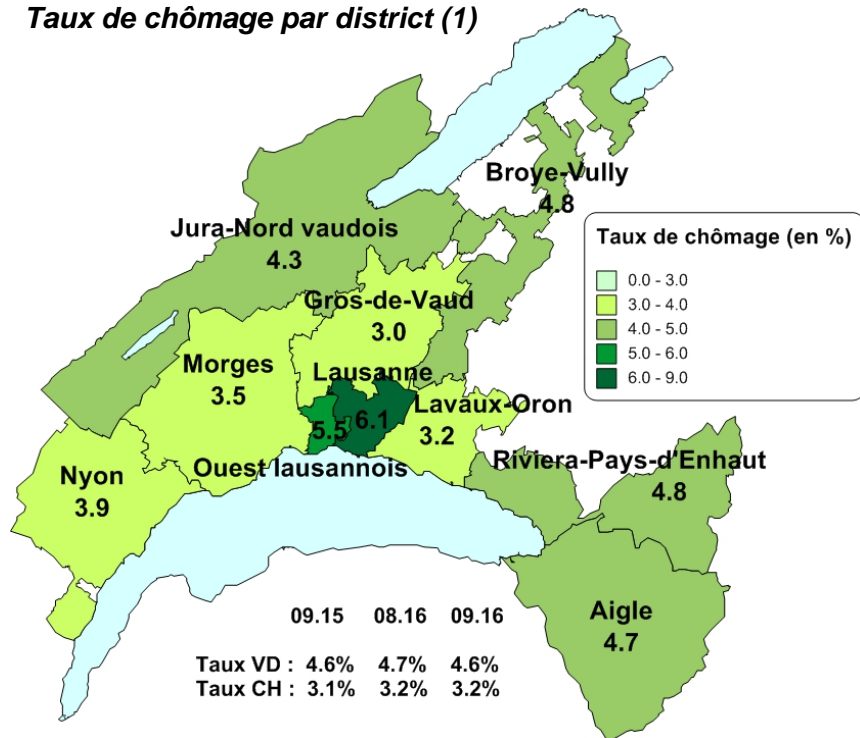 Taux de chômage par district (1)
Broye-Vully
4.8
Jura-Nord vaudois
4.3
Taux de chômage (en %)
0.0 - 3.0
3.0 - 4.0
4.0 - 5.0
5.0 - 6.0
6.0 - 9.0
Gros-de-Vaud
3.0
Morges
3.5
Lausanne
6.1
5.5
Ouest lausannois
Lavaux-Oron
3.2
Riviera-Pays-d'Enhaut
4.8
Nyon
3.9
Aigle
4.7
09.15 08.16 09.16
Taux VD : 4.6% 4.7% 4.6%
Taux CH : 3.1% 3.2% 3.2%